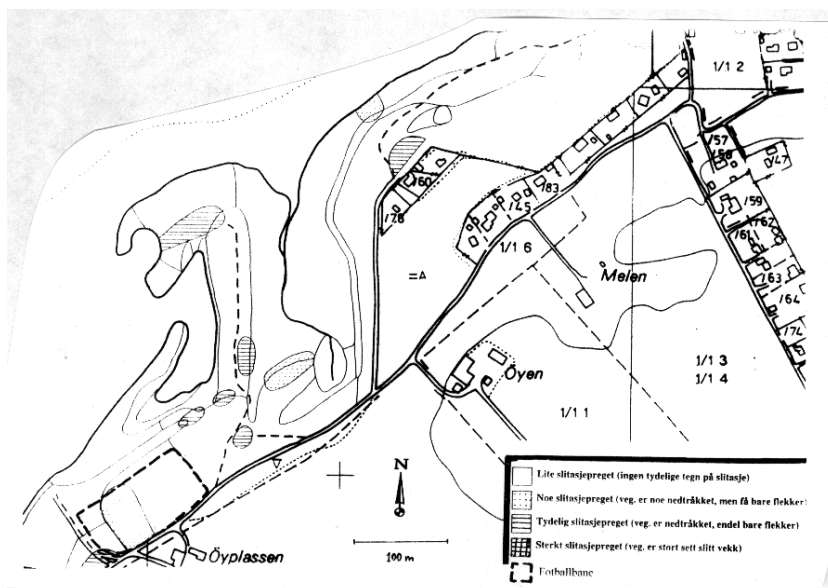 1/1 2
/57
/58
/47
/60
/78
/83
/45
/59
/62
/61
1/1 6
Melen
/63
/64
/74
Öyen
1/1 3
1/1 4
1/1 1
N
100 m
Öyplassen
Lite slitasjepreget (ingen tydelige tegn på slitasje)
Noe slitasjepreget (veg. er noe nedtråkket, men få bare flekker)
Tydelig slitasjepreget (veg. er nedtråkket, endel bare flekker)
Sterkt slitasjepreget (veg. er stort sett slitt vekk)
Fotballbane